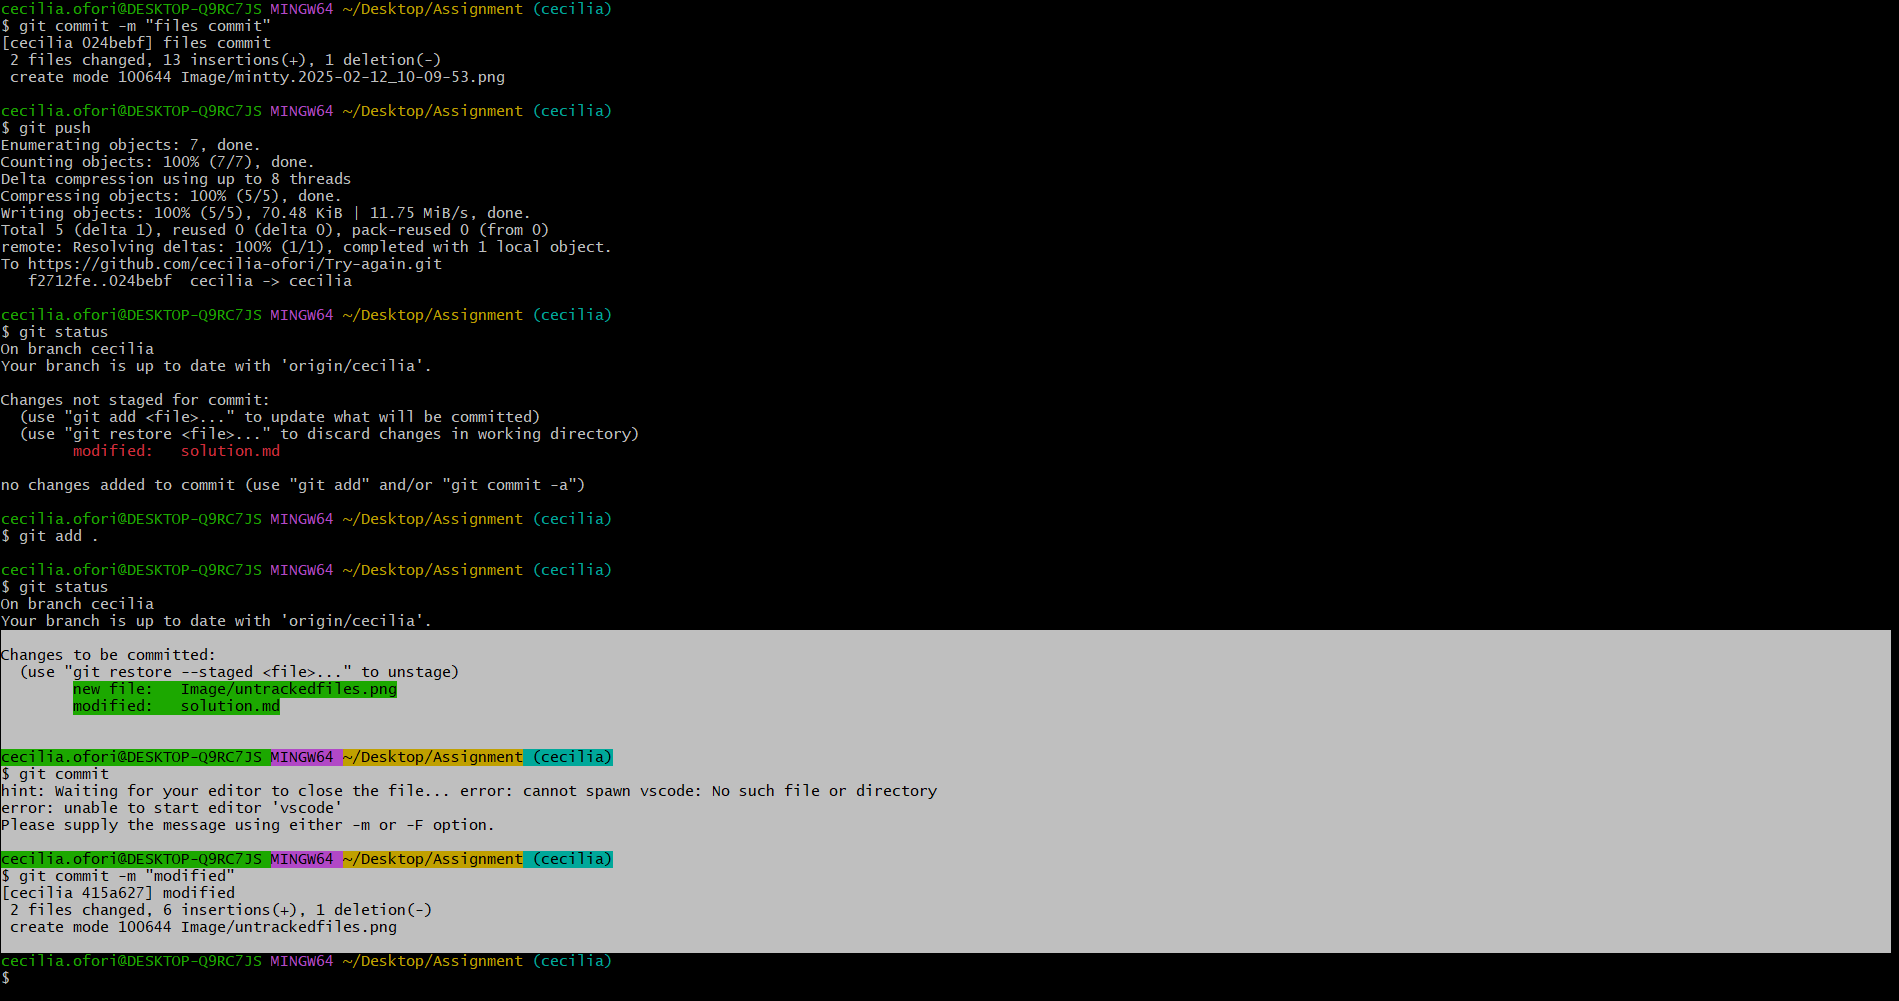 cecilia.ofori@DESKTOP-Q9RC7JS MINGW64 ~/Desktop/Assignment (cecilia)
$ git commit -m "files commit"
[cecilia 024bebf] files commit
 2 files changed, 13 insertions(+), 1 deletion(-)
 create mode 100644 Image/mintty.2025-02-12_10-09-53.png

cecilia.ofori@DESKTOP-Q9RC7JS MINGW64 ~/Desktop/Assignment (cecilia)
$ git push
Enumerating objects: 7, done.
Counting objects: 100% (7/7), done.
Delta compression using up to 8 threads
Compressing objects: 100% (5/5), done.
Writing objects: 100% (5/5), 70.48 KiB | 11.75 MiB/s, done.
Total 5 (delta 1), reused 0 (delta 0), pack-reused 0 (from 0)
remote: Resolving deltas: 100% (1/1), completed with 1 local object.
To https://github.com/cecilia-ofori/Try-again.git
   f2712fe..024bebf  cecilia -> cecilia

cecilia.ofori@DESKTOP-Q9RC7JS MINGW64 ~/Desktop/Assignment (cecilia)
$ git status
On branch cecilia
Your branch is up to date with 'origin/cecilia'.

Changes not staged for commit:
  (use "git add <file>..." to update what will be committed)
  (use "git restore <file>..." to discard changes in working directory)
        modified:   solution.md

no changes added to commit (use "git add" and/or "git commit -a")

cecilia.ofori@DESKTOP-Q9RC7JS MINGW64 ~/Desktop/Assignment (cecilia)
$ git add .

cecilia.ofori@DESKTOP-Q9RC7JS MINGW64 ~/Desktop/Assignment (cecilia)
$ git status
On branch cecilia
Your branch is up to date with 'origin/cecilia'.

Changes to be committed:
  (use "git restore --staged <file>..." to unstage)
        new file:   Image/untrackedfiles.png
        modified:   solution.md

cecilia.ofori@DESKTOP-Q9RC7JS MINGW64 ~/Desktop/Assignment (cecilia)
$ git commit
hint: Waiting for your editor to close the file... error: cannot spawn vscode: No such file or directory
error: unable to start editor 'vscode'
Please supply the message using either -m or -F option.

cecilia.ofori@DESKTOP-Q9RC7JS MINGW64 ~/Desktop/Assignment (cecilia)
$ git commit -m "modified"
[cecilia 415a627] modified
 2 files changed, 6 insertions(+), 1 deletion(-)
 create mode 100644 Image/untrackedfiles.png

cecilia.ofori@DESKTOP-Q9RC7JS MINGW64 ~/Desktop/Assignment (cecilia)
$